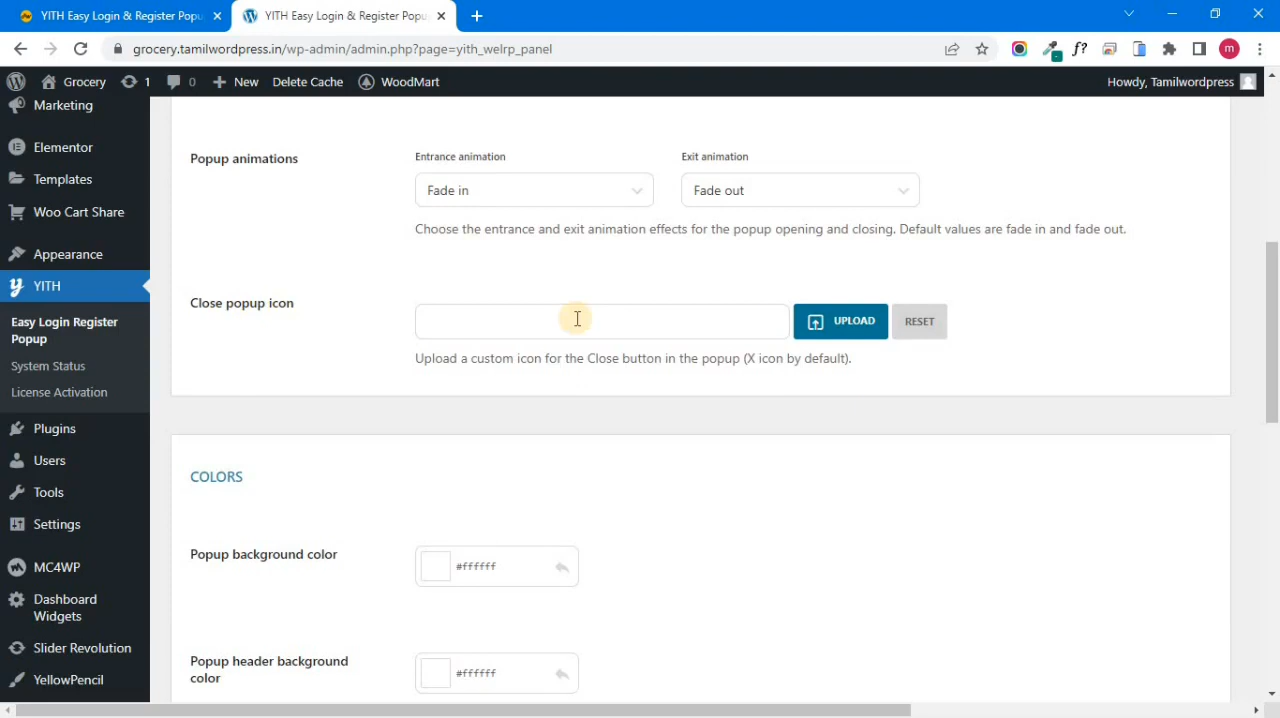 YITH Easy Login & Register Popu
YITH Easy Login & Register Popu
grocery.tamilwordpress.in/wp-admin/admin.php?page=yith_welrp_panel
Grocery
1
0
New
Delete Cache
WoodMart
Howdy, Tamilwordpress
Marketing
Elementor
Templates
Woo Cart Share
Appearance
YITH
Easy Login Register
Popup
System Status
License Activation
Plugins
Users
Tools
Settings
MC4WP
Dashboard
Widgets
Slider Revolution
YellowPencil
Popup animations
Entrance animation
Exit animation
Fade in
Fade out
Choose the entrance and exit animation effects for the popup opening and closing. Default values are fade in and fade out.
Close popup icon
UPLOAD
RESET
Upload a custom icon for the Close button in the popup (X icon by default).
COLORS
Popup background color
#ffffff
Popup header background
color
#ffffff